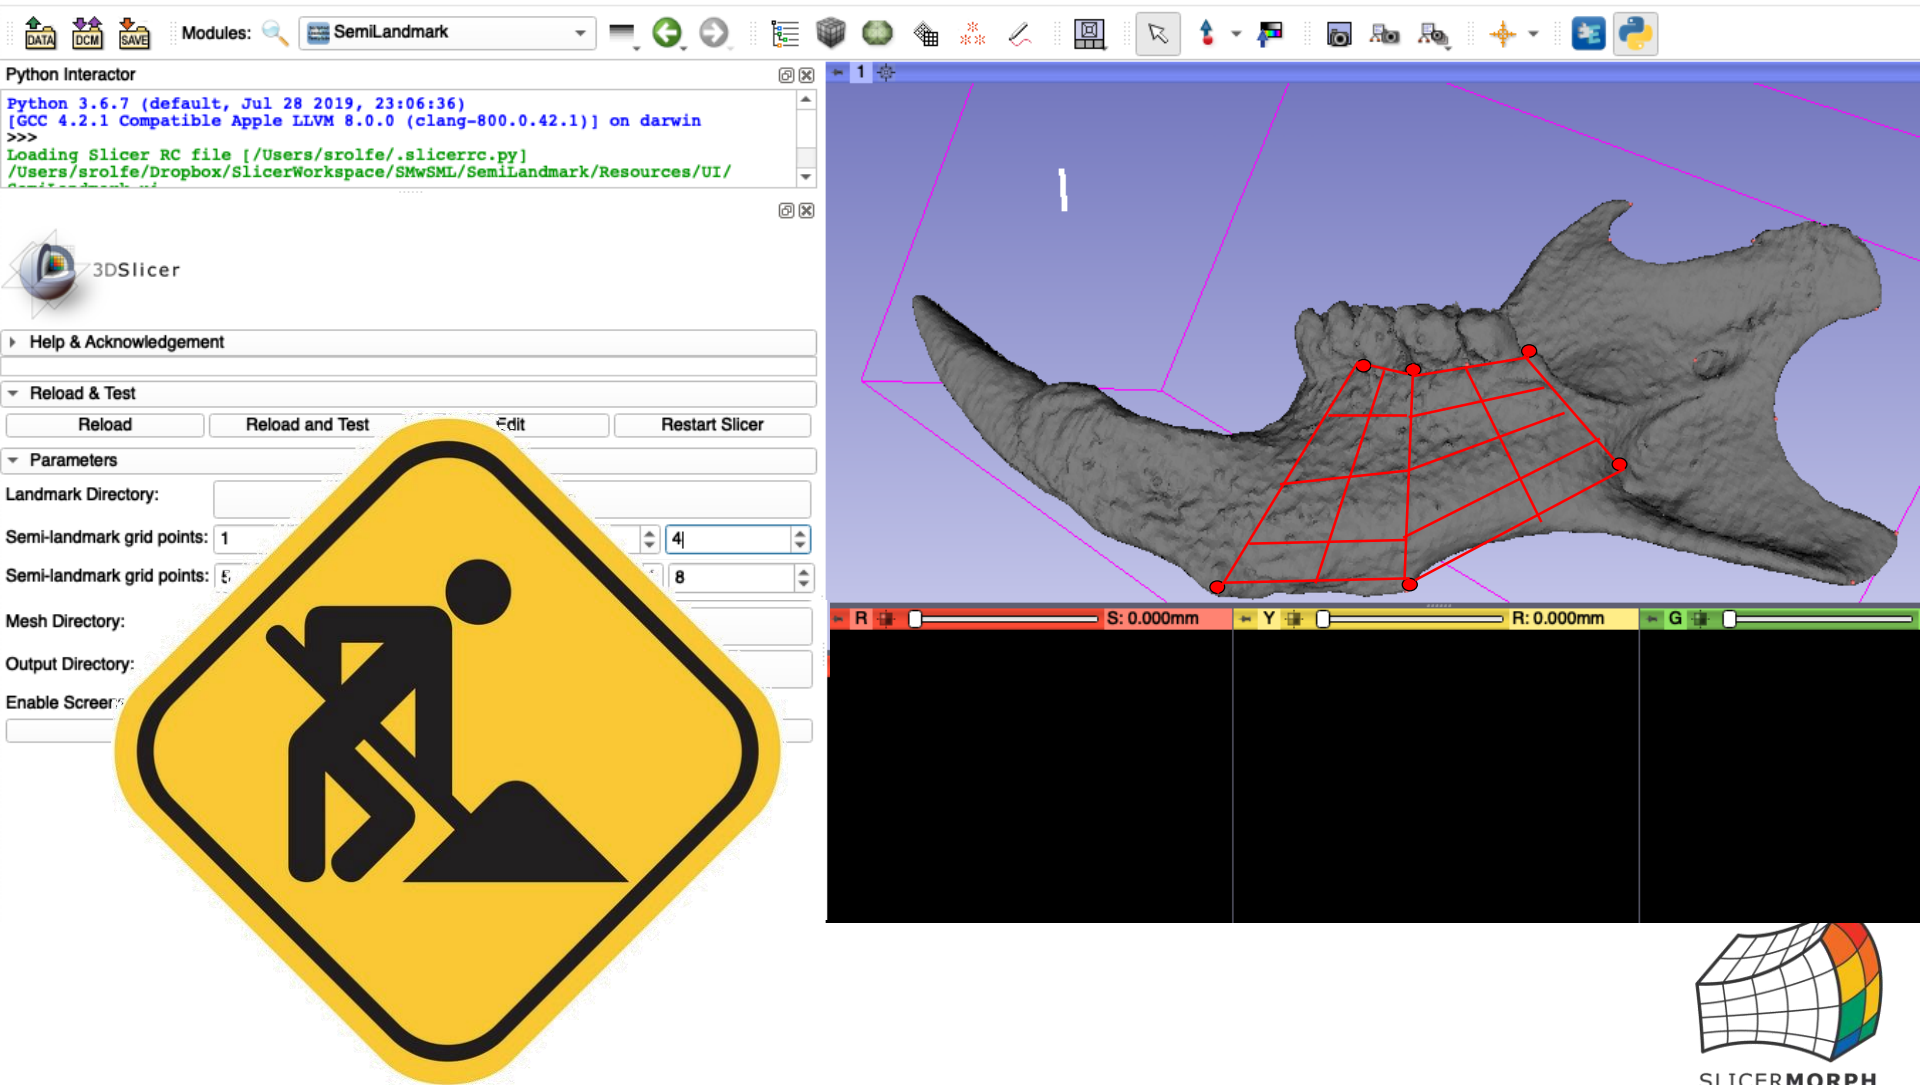 DATA DCM SAVE Modules: SemiLandmark
Python Interactor
1
Python 3.6.7 (default, Jul 28 2019, 23:06:36)
[GCC 4.2.1 Compatible Apple LLVM 8.0.0 (clang-800.0.42.1)] on darwin
>>>
Loading Slicer RC file [/Users/srolfe/.slicerrc.py]
/Users/srolfe/Dropbox/SlicerWorkspace/SMwSML/SemiLandmark/Resources/UI/
3DSlicer
Help & Acknowledgement
Reload & Test
Reload Reload and Test Edit Restart Slicer
Parameters
Landmark Directory:
Semi-landmark grid points: 1 4
Semi-landmark grid points: 5 8
Mesh Directory:
Output Directory:
Enable Screen
R S: 0.000mm Y R: 0.000mm G
SLICERMORPH